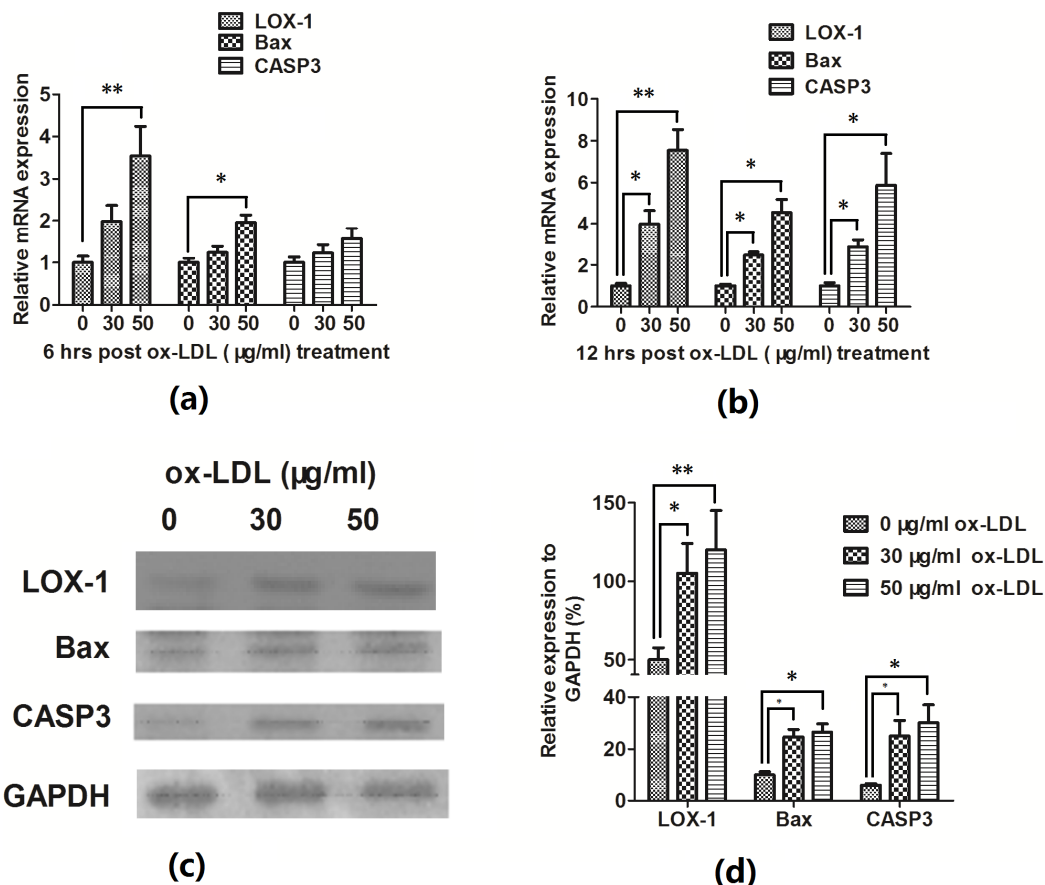 LOX-1
Bax
CASP3
Relative mRNA expression
5
4
3
2
1
0
**
*
0 30 50 0 30 50 0 30 50
6 hrs post ox-LDL ( µg/ml) treatment
(a)
LOX-1
Bax
CASP3
Relative mRNA expression
10
8
6
4
2
0
**
*
*
*
*
*
0 30 50 0 30 50 0 30 50
12 hrs post ox-LDL ( µg/ml) treatment
(b)
ox-LDL (µg/ml)
0 30 50
LOX-1
Bax
CASP3
GAPDH
(c)
Relative expression to
GAPDH (%)
150
100
50
40
20
0
**
*
*
*
*
*
0 µg/ml ox-LDL
30 µg/ml ox-LDL
50 µg/ml ox-LDL
LOX-1 Bax CASP3
(d)